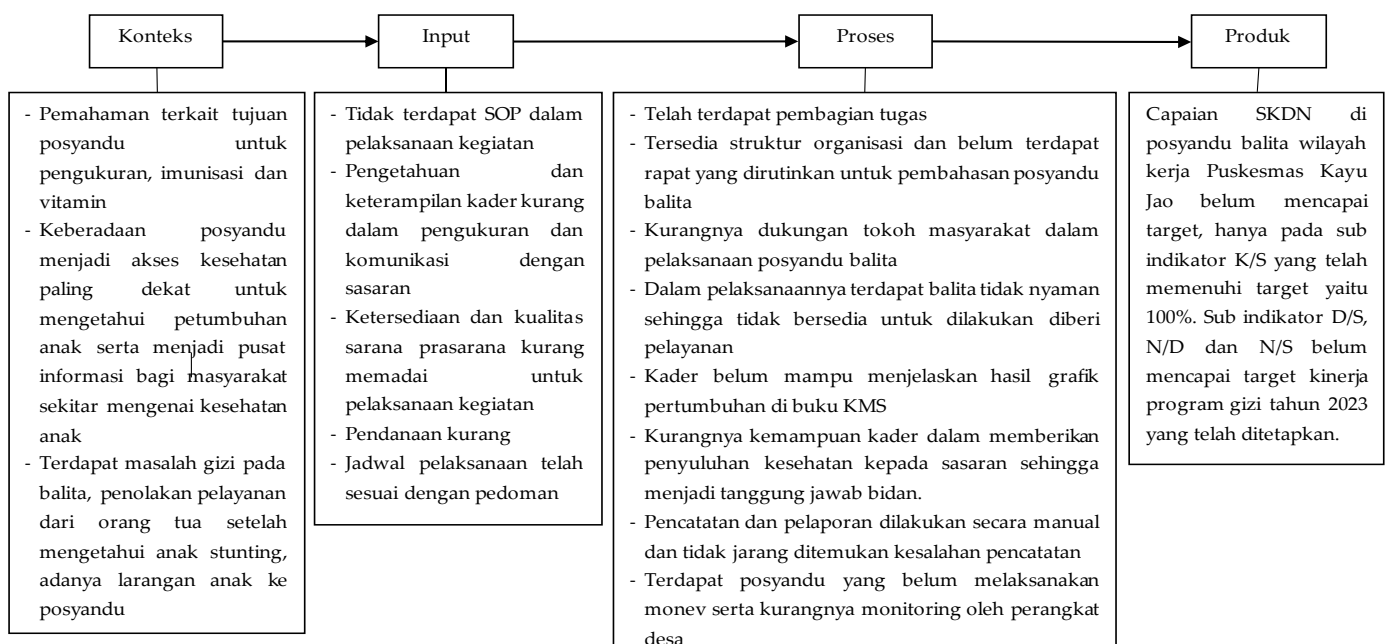 Konteks
Input
Proses
Produk
- Pemahaman terkait tujuan
posyandu untuk
pengukuran, imunisasi dan
vitamin
- Keberadaan posyandu
menjadi akses kesehatan
paling dekat untuk
mengetahui petumbuhan
anak serta menjadi pusat
informasi bagi masyarakat
sekitar mengenai kesehatan
anak
- Terdapat masalah gizi pada
balita, penolakan pelayanan
dari orang tua setelah
mengetahui anak stunting,
adanya larangan anak ke
posyandu
- Tidak terdapat SOP dalam
pelaksanaan kegiatan
- Pengetahuan dan
keterampilan kader kurang
dalam pengukuran dan
komunikasi dengan
sasaran
- Ketersediaan dan kualitas
sarana prasarana kurang
memadai untuk
pelaksanaan kegiatan
- Pendanaan kurang
- Jadwal pelaksanaan telah
sesuai dengan pedoman
- Telah terdapat pembagian tugas
- Tersedia struktur organisasi dan belum terdapat
rapat yang dirutinkan untuk pembahasan posyandu
balita
- Kurangnya dukungan tokoh masyarakat dalam
pelaksanaan posyandu balita
- Dalam pelaksanaannya terdapat balita tidak nyaman
sehingga tidak bersedia untuk dilakukan diberi
pelayanan
- Kader belum mampu menjelaskan hasil grafik
pertumbuhan di buku KMS
- Kurangnya kemampuan kader dalam memberikan
penyuluhan kesehatan kepada sasaran sehingga
menjadi tanggung jawab bidan.
- Pencatatan dan pelaporan dilakukan secara manual
dan tidak jarang ditemukan kesalahan pencatatan
- Terdapat posyandu yang belum melaksanakan
monev serta kurangnya monitoring oleh perangkat
desa
Capaian SKDN di
posyandu balita wilayah
kerja Puskesmas Kayu
Jao belum mencapai
target, hanya pada sub
indikator K/S yang telah
memenuhi target yaitu
100%. Sub indikator D/S,
N/D dan N/S belum
mencapai target kinerja
program gizi tahun 2023
yang telah ditetapkan.